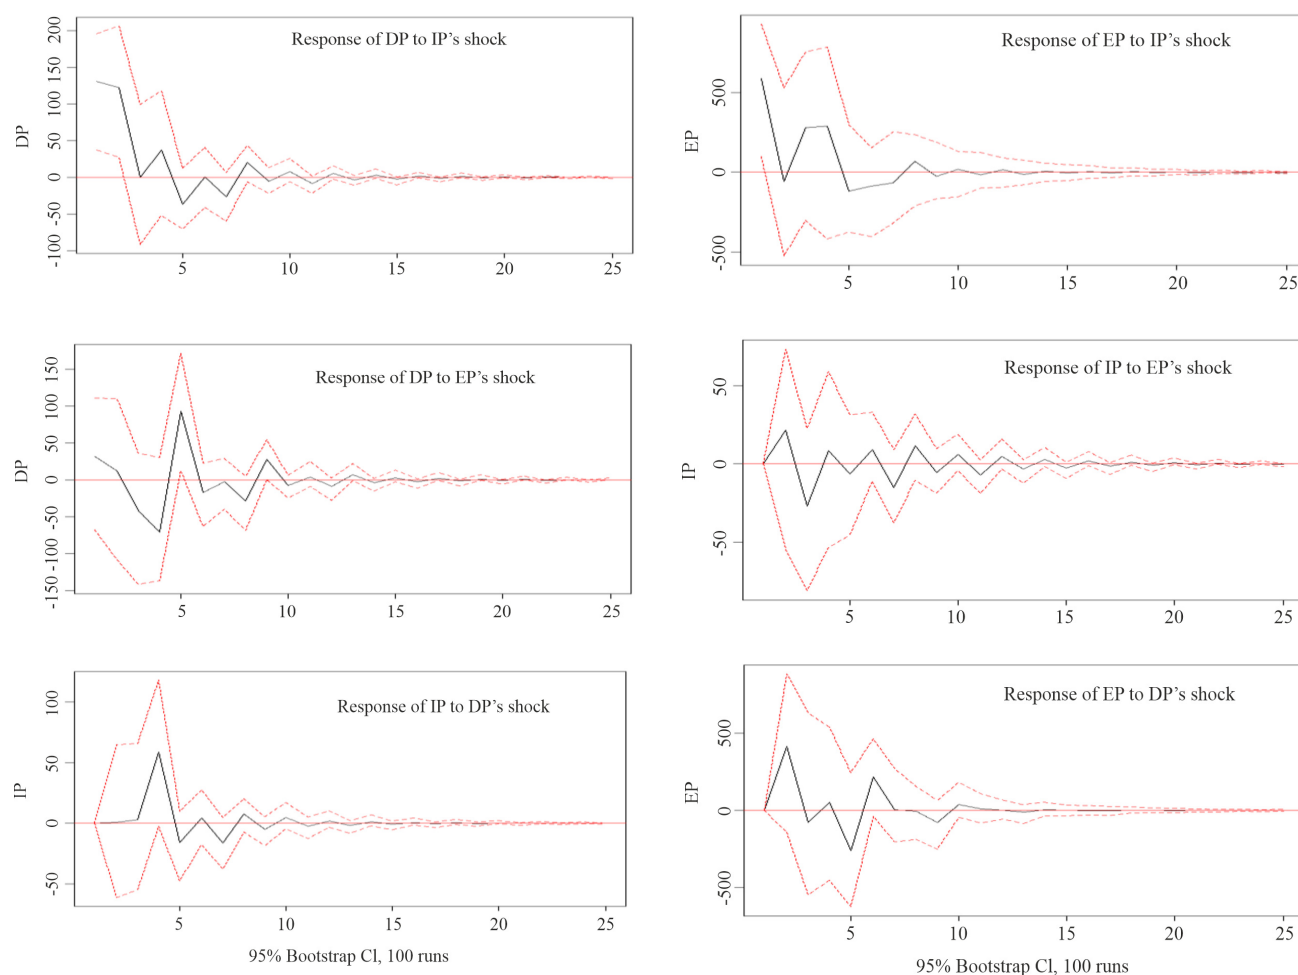 Response of DP to IP's shock
DP
200
150
100
50
0
-50
-100
5 10 15 20 25
Response of EP to IP's shock
EP
500
0
-500
5 10 15 20 25
Response of DP to EP's shock
DP
150
100
50
0
-50
-100
-150
5 10 15 20 25
Response of IP to EP's shock
IP
50
0
-50
5 10 15 20 25
Response of IP to DP's shock
IP
100
50
0
-50
5 10 15 20 25
95% Bootstrap Cl, 100 runs
Response of EP to DP's shock
EP
500
0
-500
5 10 15 20 25
95% Bootstrap Cl, 100 runs